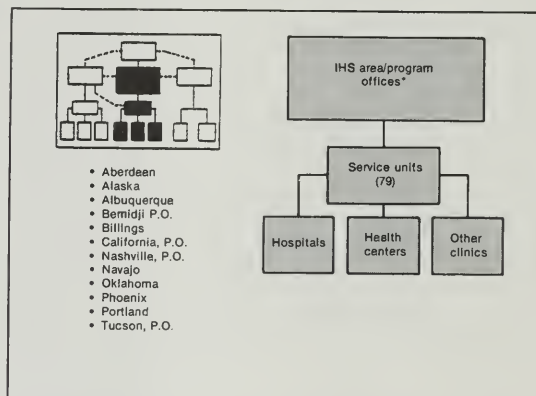 IHS area/program
offices*
Service units
(79)
Hospitals
Health
centers
Other
clinics
• Aberdeen
• Alaska
• Albuquerque
• Bemidji P.O.
• Billings
• California, P.O.
• Nashville, P.O.
• Navajo
• Oklahoma
• Phoenix
• Portland
• Tucson, P.O.